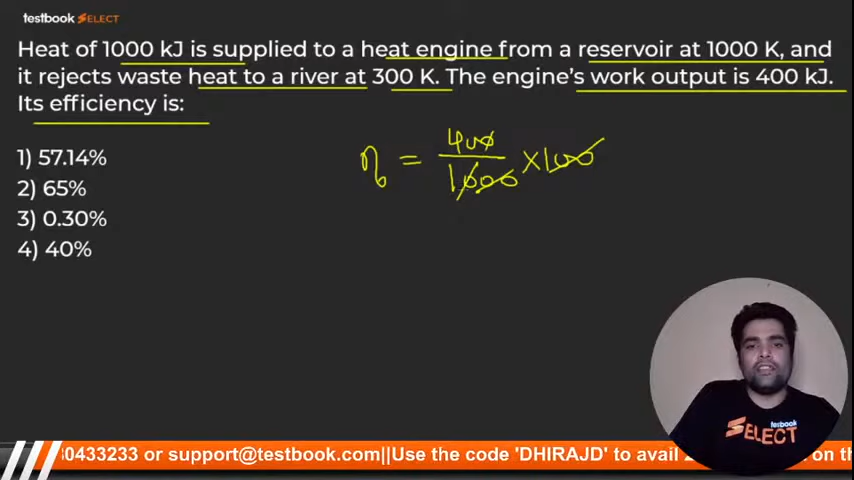 testbook SELECT
Heat of 1000 kJ is supplied to a heat engine from a reservoir at 1000 K, and
it rejects waste heat to a river at 300 K. The engine's work output is 400 kJ.
Its efficiency is:
1) 57.14%
2) 65%
3) 0.30%
4) 40%
η = 400/1000 ×100
testbook
SELECT
30433233 or support@testbook.com||Use the code 'DHIRAJD' to avail on th